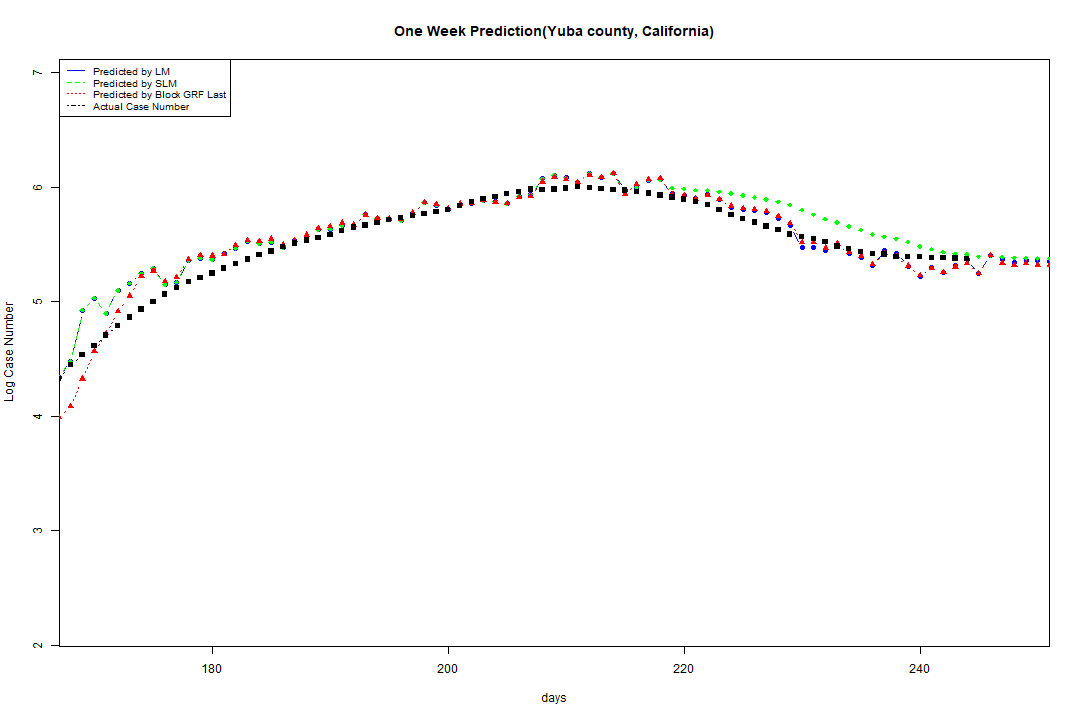 One Week Prediction(Yuba county, California)
Predicted by LM
Predicted by SLM
Predicted by Block GRF Last
Actual Case Number
7
6
5
4
3
2
Log Case Number
180 200 220 240
days